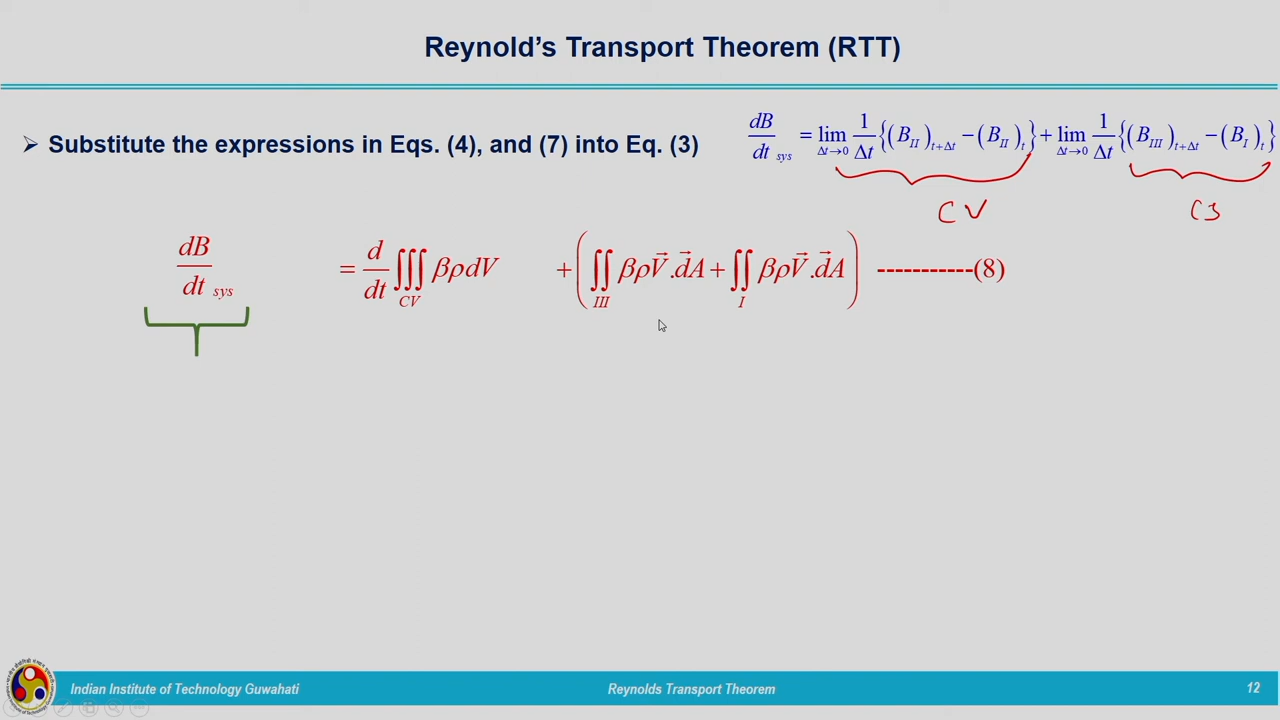 Reynold's Transport Theorem (RTT)
➢ Substitute the expressions in Eqs. (4), and (7) into Eq. (3)
dB/dt sys = lim Δt→0 1/Δt {(B_II)_t+Δt − (B_II)_t} + lim Δt→0 1/Δt {(B_III)_t+Δt − (B_I)_t}
CV CS
dB/dt sys = d/dt ∭_CV βρdV + (∬_III βρV⃗.d⃗A + ∬_I βρV⃗.d⃗A) -----------(8)
Indian Institute of Technology Guwahati Reynolds Transport Theorem 12